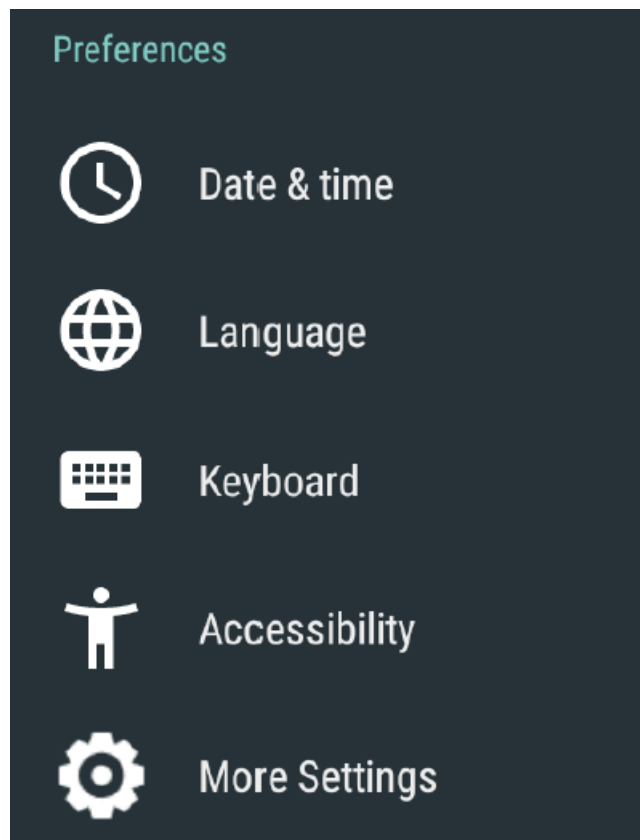 Preferences
Date & time
Language
Keyboard
Accessibility
More Settings